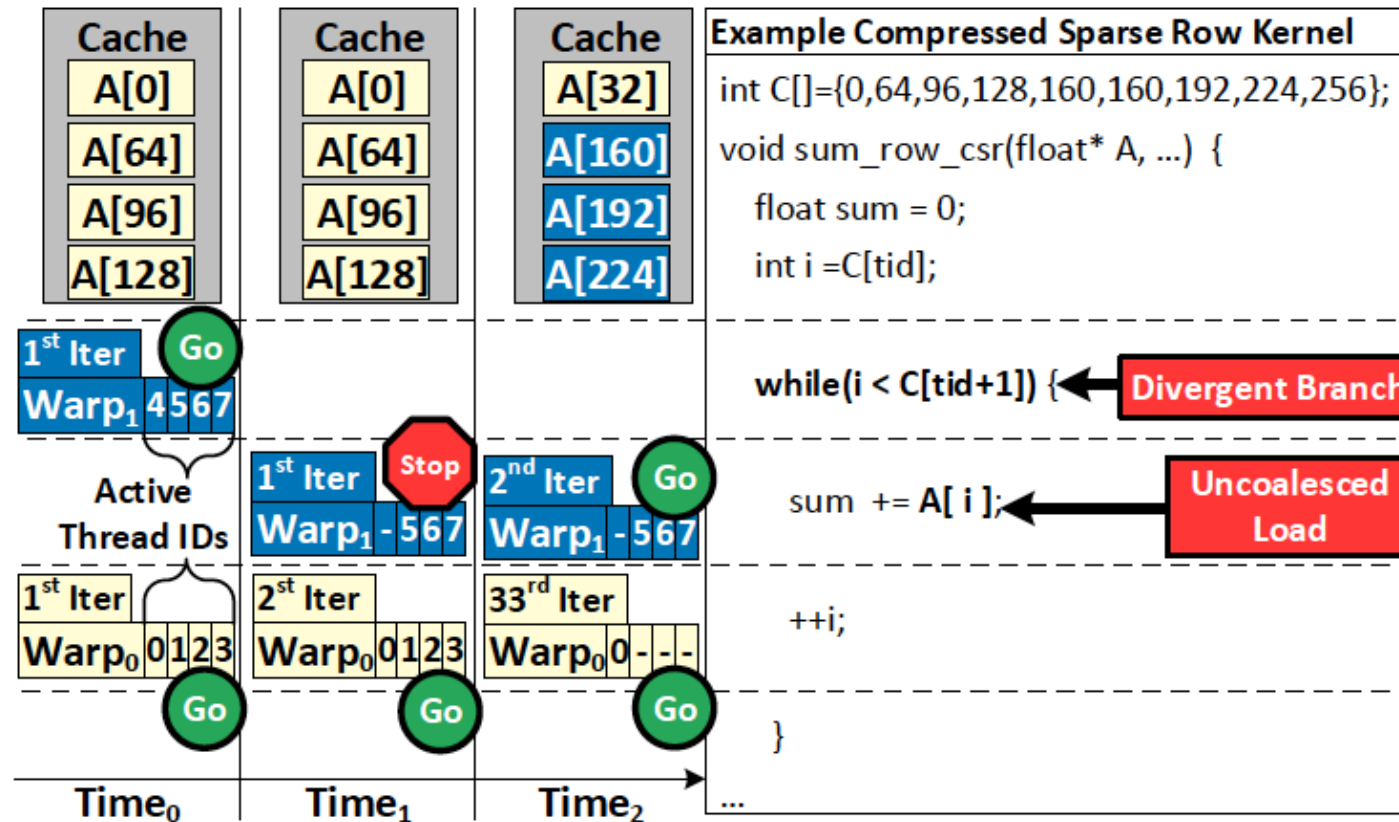 Cache
A[0]
A[64]
A[96]
A[128]
Cache
A[0]
A[64]
A[96]
A[128]
Cache
A[32]
A[160]
A[192]
A[224]
Example Compressed Sparse Row Kernel
int C[]={0,64,96,128,160,160,192,224,256};
void sum_row_csr(float* A, ...) {
float sum = 0;
int i =C[tid];
while(i < C[tid+1]) {
Divergent Branch
sum += A[ i ];
Uncoalesced
Load
++i;
}
...
1st Iter
Go
Warp1 4 5 6 7
Active
Thread IDs
1st Iter
Warp0 0 1 2 3
Go
1st Iter
Stop
Warp1 - 5 6 7
2st Iter
Warp0 0 1 2 3
Go
2nd Iter
Go
Warp1 - 5 6 7
33rd Iter
Warp0 0 - - -
Go
Time0
Time1
Time2